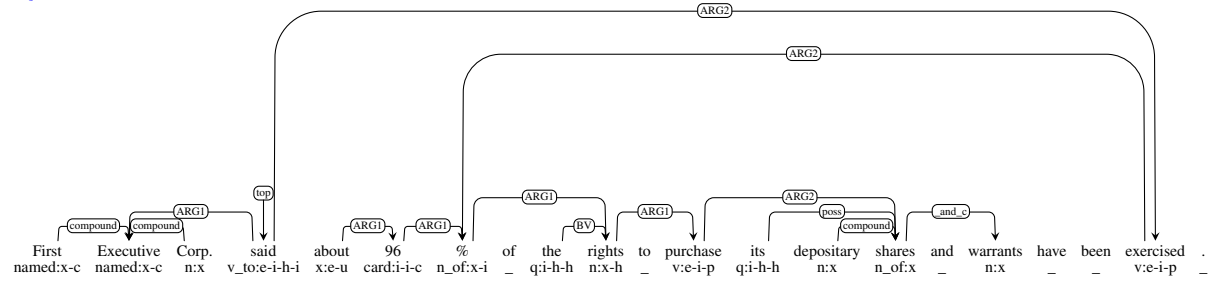 ARG2
ARG2
top
ARG1 ARG2
compound ARG1 compound ARG1 ARG1 BV ARG1 poss compound _and_c
First Executive Corp. said about 96 % of the rights to purchase its depositary shares and warrants have been exercised .
named:x-c named:x-c n:x v_to:e-i-h-i x:e-u card:i-i-c n_of:x-i _ q:i-h-h n:x-h _ v:e-i-p q:i-h-h n:x n_of:x _ n:x _ _ v:e-i-p _